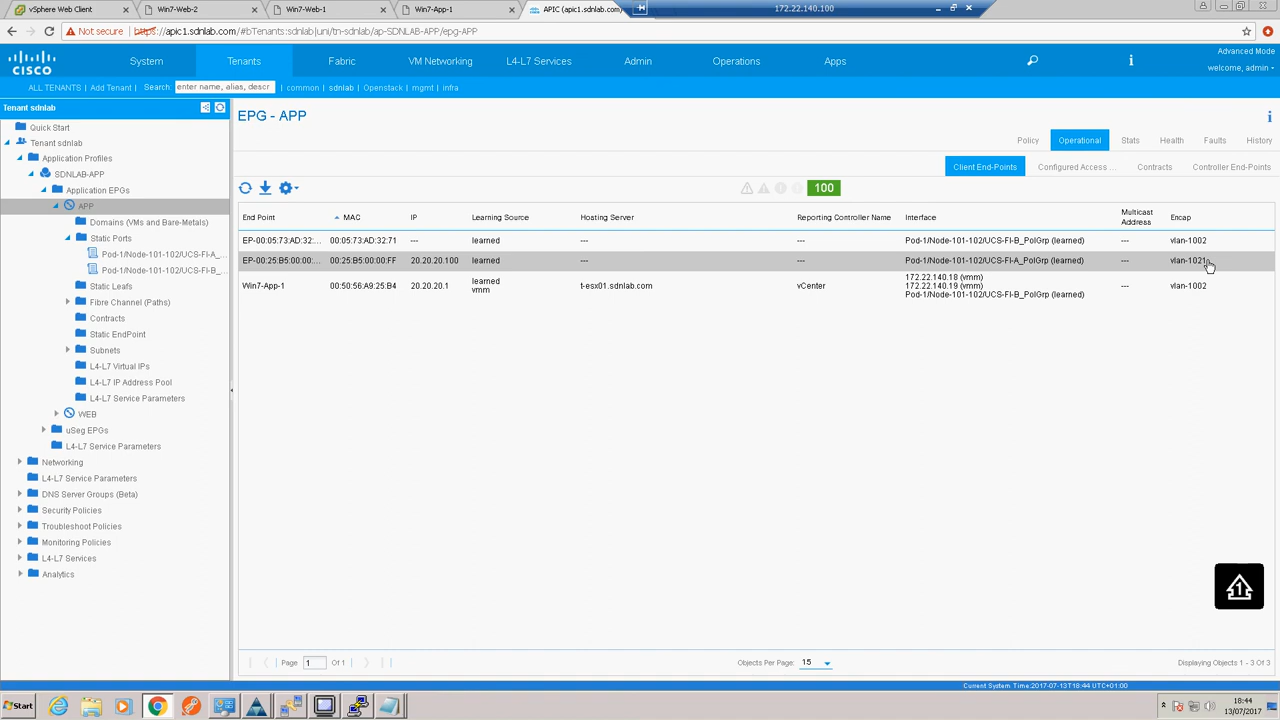 vSphere Web Client
Win7-Web-2
Win7-Web-1
Win7-App-1
APIC (apic1.sdnlab.com)
172.22.140.100
Not secure https://apic1.sdnlab.com/#bTenants:sdnlab|uni/tn-sdnlab/ap-SDNLAB-APP/epg-APP
CISCO
System Tenants Fabric VM Networking L4-L7 Services Admin Operations Apps
Advanced Mode
welcome, admin
ALL TENANTS | Add Tenant | Search: enter name, alias, descr | common | sdnlab | Openstack | mgmt | infra
Tenant sdnlab
Quick Start
Tenant sdnlab
Application Profiles
SDNLAB-APP
Application EPGs
APP
Domains (VMs and Bare-Metals)
Static Ports
Pod-1/Node-101-102/UCS-FI-A_...
Pod-1/Node-101-102/UCS-FI-B_...
Static Leafs
Fibre Channel (Paths)
Contracts
Static EndPoint
Subnets
L4-L7 Virtual IPs
L4-L7 IP Address Pool
L4-L7 Service Parameters
WEB
uSeg EPGs
L4-L7 Service Parameters
Networking
L4-L7 Service Parameters
DNS Server Groups (Beta)
Security Policies
Troubleshoot Policies
Monitoring Policies
L4-L7 Services
Analytics
EPG - APP
Policy Operational Stats Health Faults History
Client End-Points Configured Access ... Contracts Controller End-Points
100
End Point MAC IP Learning Source Hosting Server Reporting Controller Name Interface Multicast Address Encap
EP-00:05:73:AD:32:... 00:05:73:AD:32:71 --- learned --- --- Pod-1/Node-101-102/UCS-FI-B_PolGrp (learned) --- vlan-1002
EP-00:25:B5:00:00:... 00:25:B5:00:00:FF 20.20.20.100 learned --- --- Pod-1/Node-101-102/UCS-FI-A_PolGrp (learned) --- vlan-1021
Win7-App-1 00:50:56:A9:25:B4 20.20.20.1 learned vmm t-esx01.sdnlab.com vCenter 172.22.140.18 (vmm) --- vlan-1002
172.22.140.19 (vmm)
Pod-1/Node-101-102/UCS-FI-B_PolGrp (learned)
1
Page 1 Of 1
Objects Per Page: 15
Displaying Objects 1 - 3 Of 3
Current System Time:2017-07-13T18:44 UTC+01:00
Start
18:44
13/07/2017